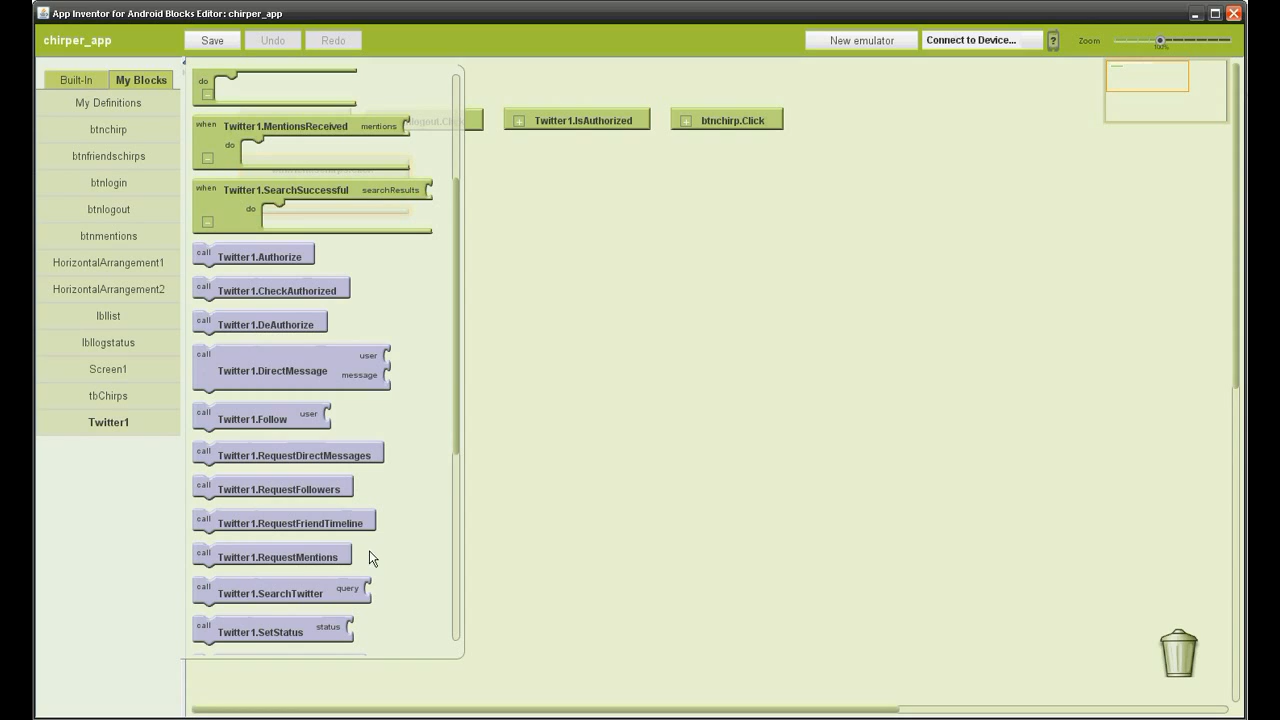 App Inventor for Android Blocks Editor: chirper_app
chirper_app
Save
Undo
Redo
New emulator
Connect to Device...
?
Zoom
100%
Built-In
My Blocks
My Definitions
btnchirp
btnfriendschirps
btnlogin
btnlogout
btnmentions
HorizontalArrangement1
HorizontalArrangement2
lbllist
lbllogstatus
Screen1
tbChirps
Twitter1
do
when Twitter1.MentionsReceived mentions
do
when Twitter1.SearchSuccessful searchResults
do
call Twitter1.Authorize
call Twitter1.CheckAuthorized
call Twitter1.DeAuthorize
call Twitter1.DirectMessage user
message
call Twitter1.Follow user
call Twitter1.RequestDirectMessages
call Twitter1.RequestFollowers
call Twitter1.RequestFriendTimeline
call Twitter1.RequestMentions
call Twitter1.SearchTwitter query
call Twitter1.SetStatus status
logout.Click
Twitter1.IsAuthorized
btnchirp.Click